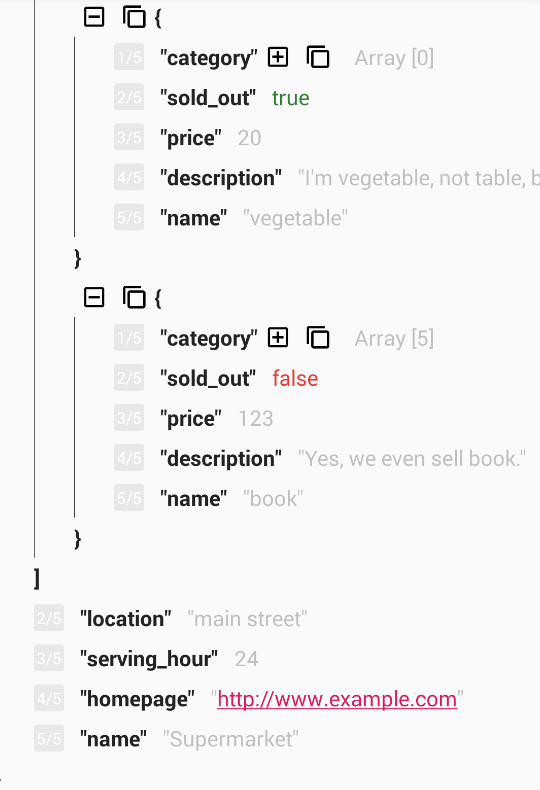 {
1/5 "category" Array [0]
2/5 "sold_out" true
3/5 "price" 20
4/5 "description" "I'm vegetable, not table, b
5/5 "name" "vegetable"
}
{
1/5 "category" Array [5]
2/5 "sold_out" false
3/5 "price" 123
4/5 "description" "Yes, we even sell book."
5/5 "name" "book"
}
]
2/5 "location" "main street"
3/5 "serving_hour" 24
4/5 "homepage" "http://www.example.com"
5/5 "name" "Supermarket"